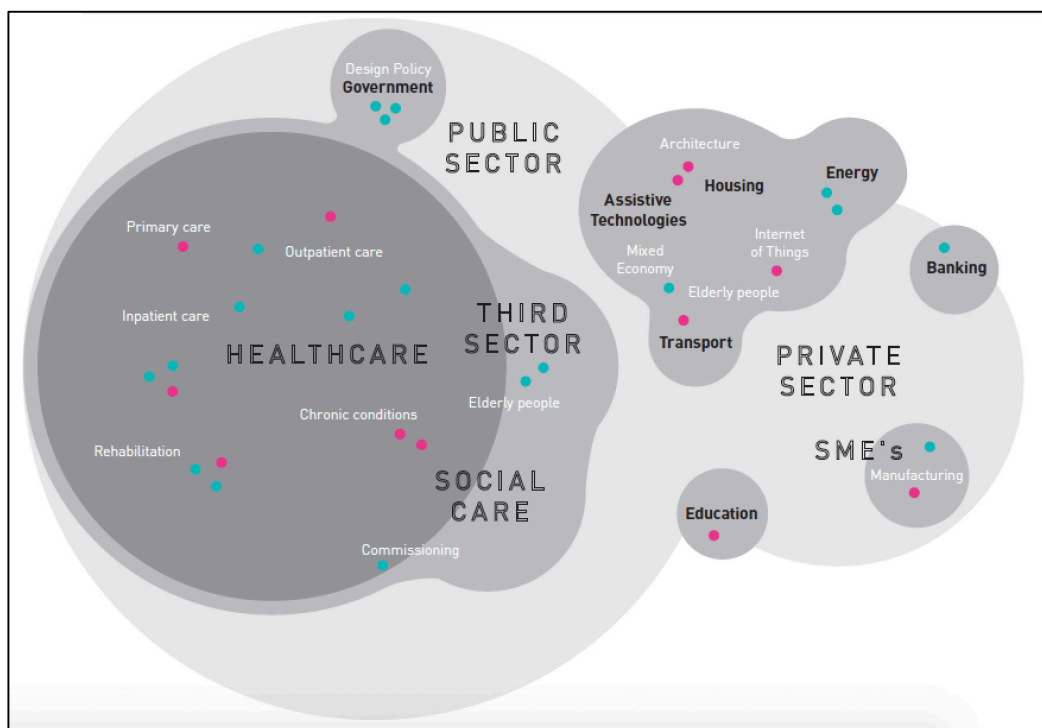 Design Policy
Government
PUBLIC
SECTOR
Architecture
Housing
Assistive
Technologies
Energy
Primary care
Outpatient care
Mixed
Economy
Internet
of Things
Elderly people
Banking
Inpatient care
HEALTHCARE
THIRD
SECTOR
Transport
PRIVATE
SECTOR
Elderly people
Chronic conditions
Rehabilitation
SOCIAL
CARE
SME's
Manufacturing
Education
Commissioning